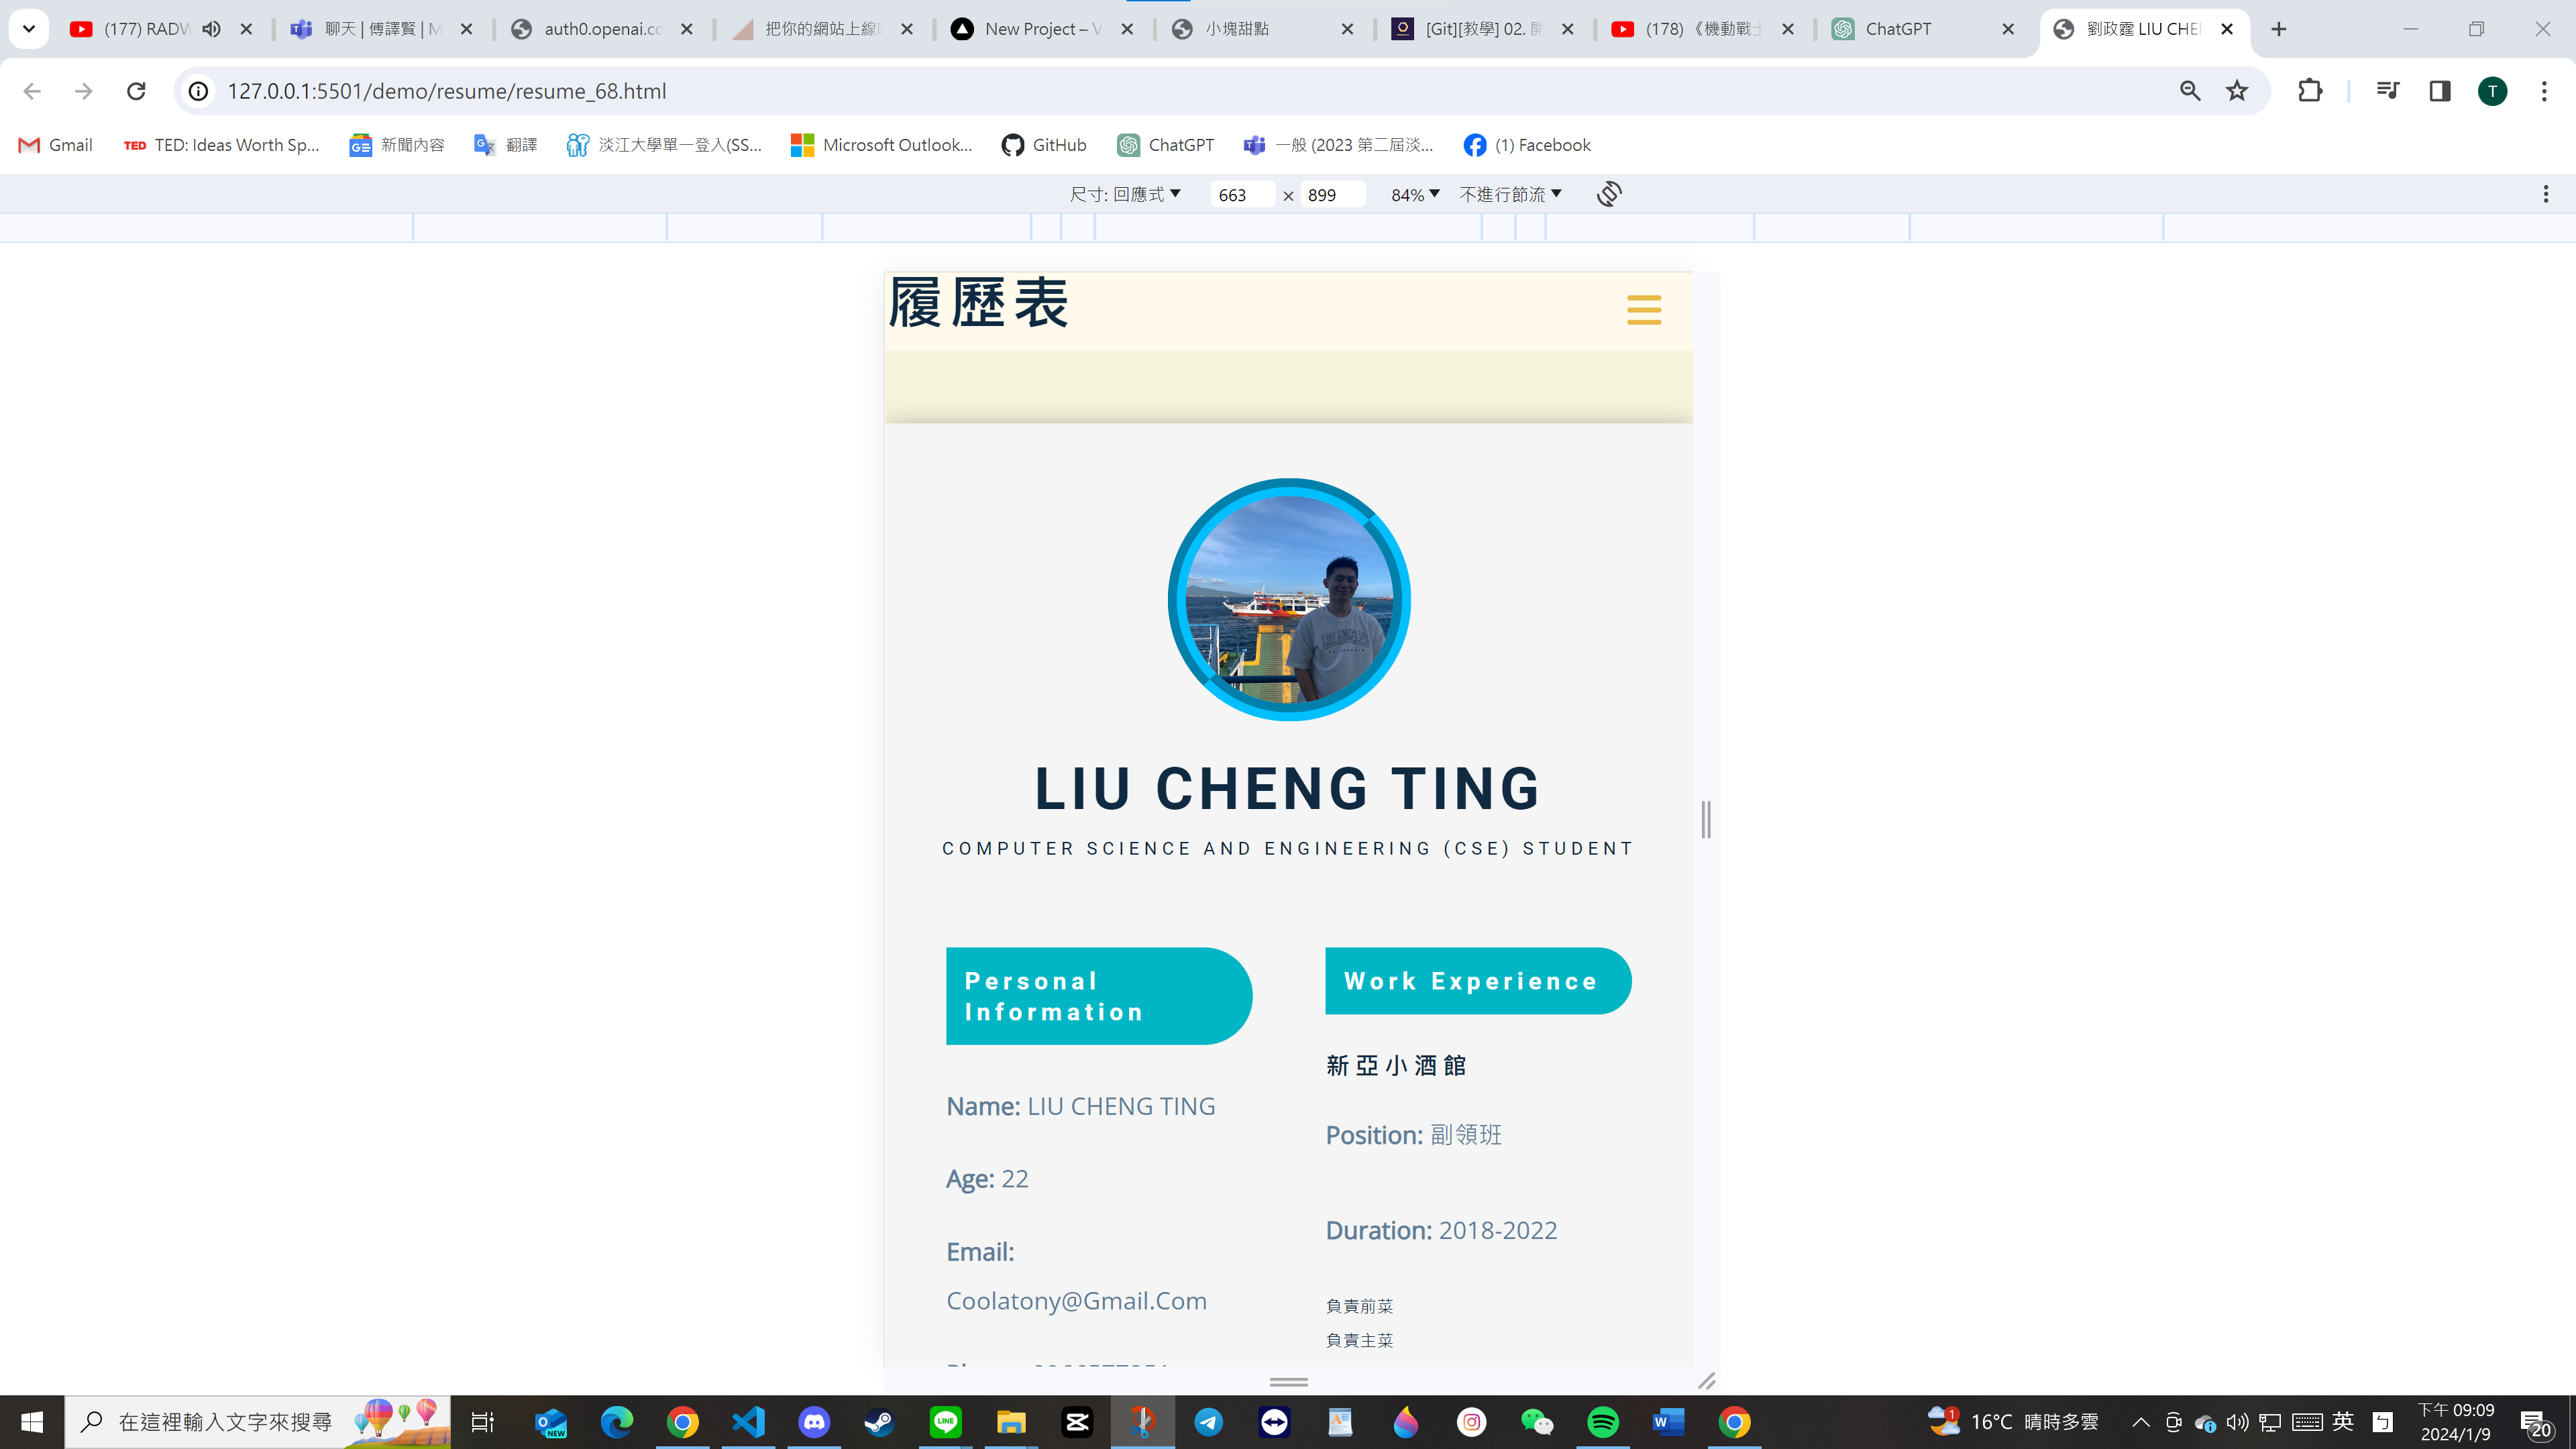 (177) RADW
聊天 | 傅譯賢 | M
auth0.openai.co
把你的網站上線
New Project – V
小塊甜點
[Git][教學] 02. 開
(178) 《機動戰士
ChatGPT
劉政霆 LIU CHE
127.0.0.1:5501/demo/resume/resume_68.html
T
Gmail
TED TED: Ideas Worth Sp...
新聞內容
翻譯
淡江大學單一登入(SS...
Microsoft Outlook...
GitHub
ChatGPT
一般 (2023 第二屆淡...
(1) Facebook
尺寸: 回應式
663 × 899
84%
不進行節流
履歷表
LIU CHENG TING
COMPUTER SCIENCE AND ENGINEERING (CSE) STUDENT
Personal
Information
Name: LIU CHENG TING
Age: 22
Email:
Coolatony@Gmail.Com
Work Experience
新亞小酒館
Position: 副領班
Duration: 2018-2022
負責前菜
負責主菜
在這裡輸入文字來搜尋
NEW
LINE
1
16°C 晴時多雲
英
下午 09:09
2024/1/9
20